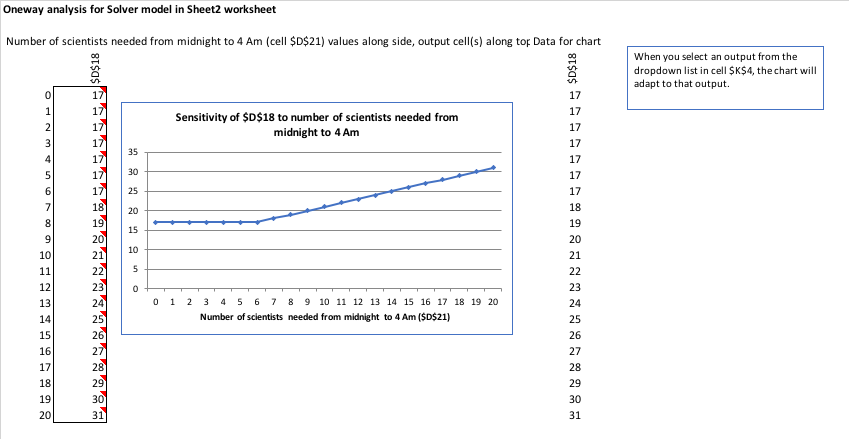 Oneway analysis for Solver model in Sheet2 worksheet
Number of scientists needed from midnight to 4 Am (cell $D$21) values along side, output cell(s) along top Data for chart
$D$18 $D$18
When you select an output from the
dropdown list in cell $K$4, the chart will
adapt to that output.
0 17 17
1 17 17
2 17 17
3 17 17
4 17 17
5 17 17
6 17 17
7 18 18
8 19 19
9 20 20
10 21 21
11 22 22
12 23 23
13 24 24
14 25 25
15 26 26
16 27 27
17 28 28
18 29 29
19 30 30
20 31 31
Sensitivity of $D$18 to number of scientists needed from
midnight to 4 Am
35
30
25
20
15
10
5
0
0 1 2 3 4 5 6 7 8 9 10 11 12 13 14 15 16 17 18 19 20
Number of scientists needed from midnight to 4 Am ($D$21)